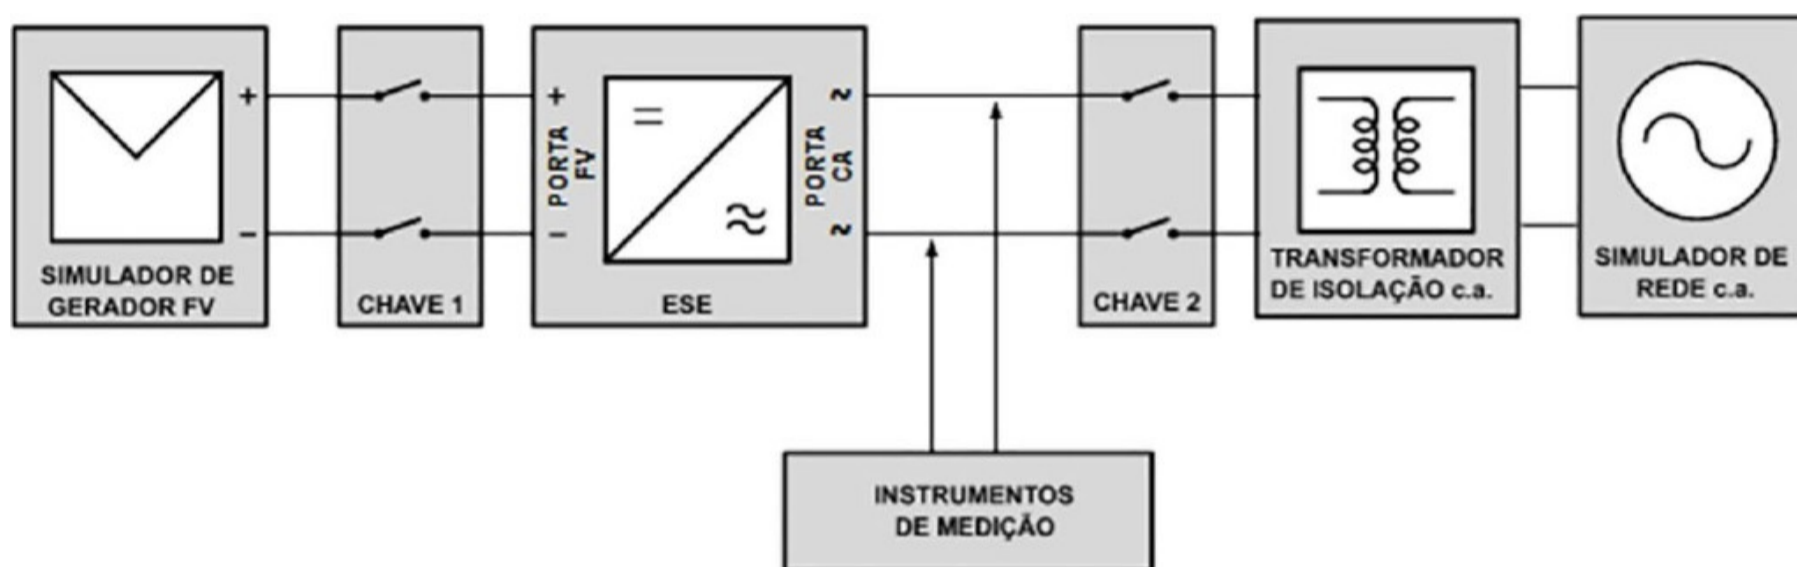 +
−
SIMULADOR DE
GERADOR FV
CHAVE 1
+
−
PORTA
FV
PORTA
CA
~
~
ESE
CHAVE 2
TRANSFORMADOR
DE ISOLAÇÃO c.a.
SIMULADOR DE
REDE c.a.
INSTRUMENTOS
DE MEDIÇÃO